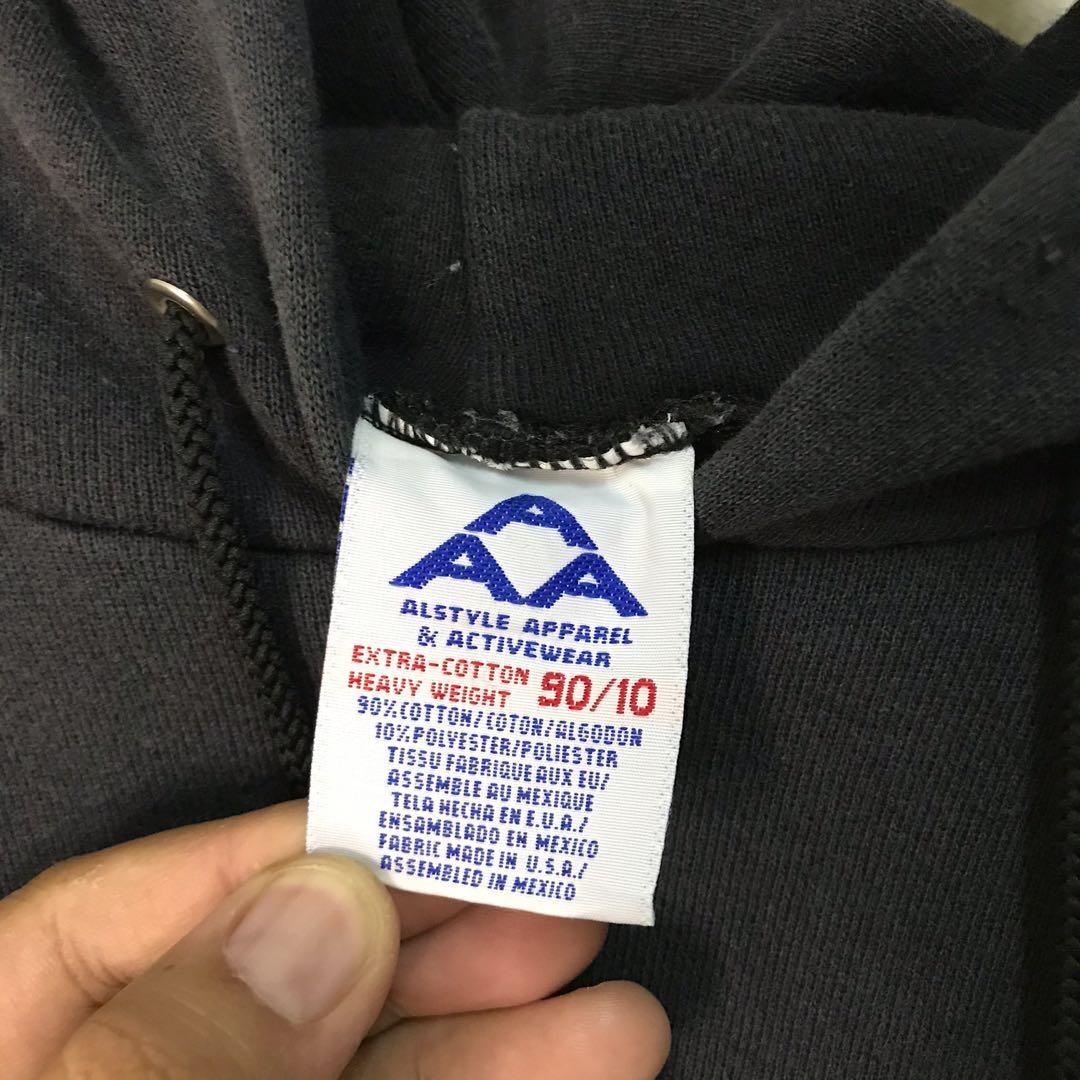 A
A A
ALSTYLE APPAREL
& ACTIVEWEAR
EXTRA-COTTON
HEAVY WEIGHT 90/10
90% COTTON/COTON/ALGODON
10% POLYESTER/POLIESTER
TISSU FABRIQUE AUX EU/
ASSEMBLE AU MEXIQUE
TELA HECHA EN E.U.A./
ENSAMBLADO EN MEXICO
FABRIC MADE IN U.S.A./
ASSEMBLED IN MEXICO